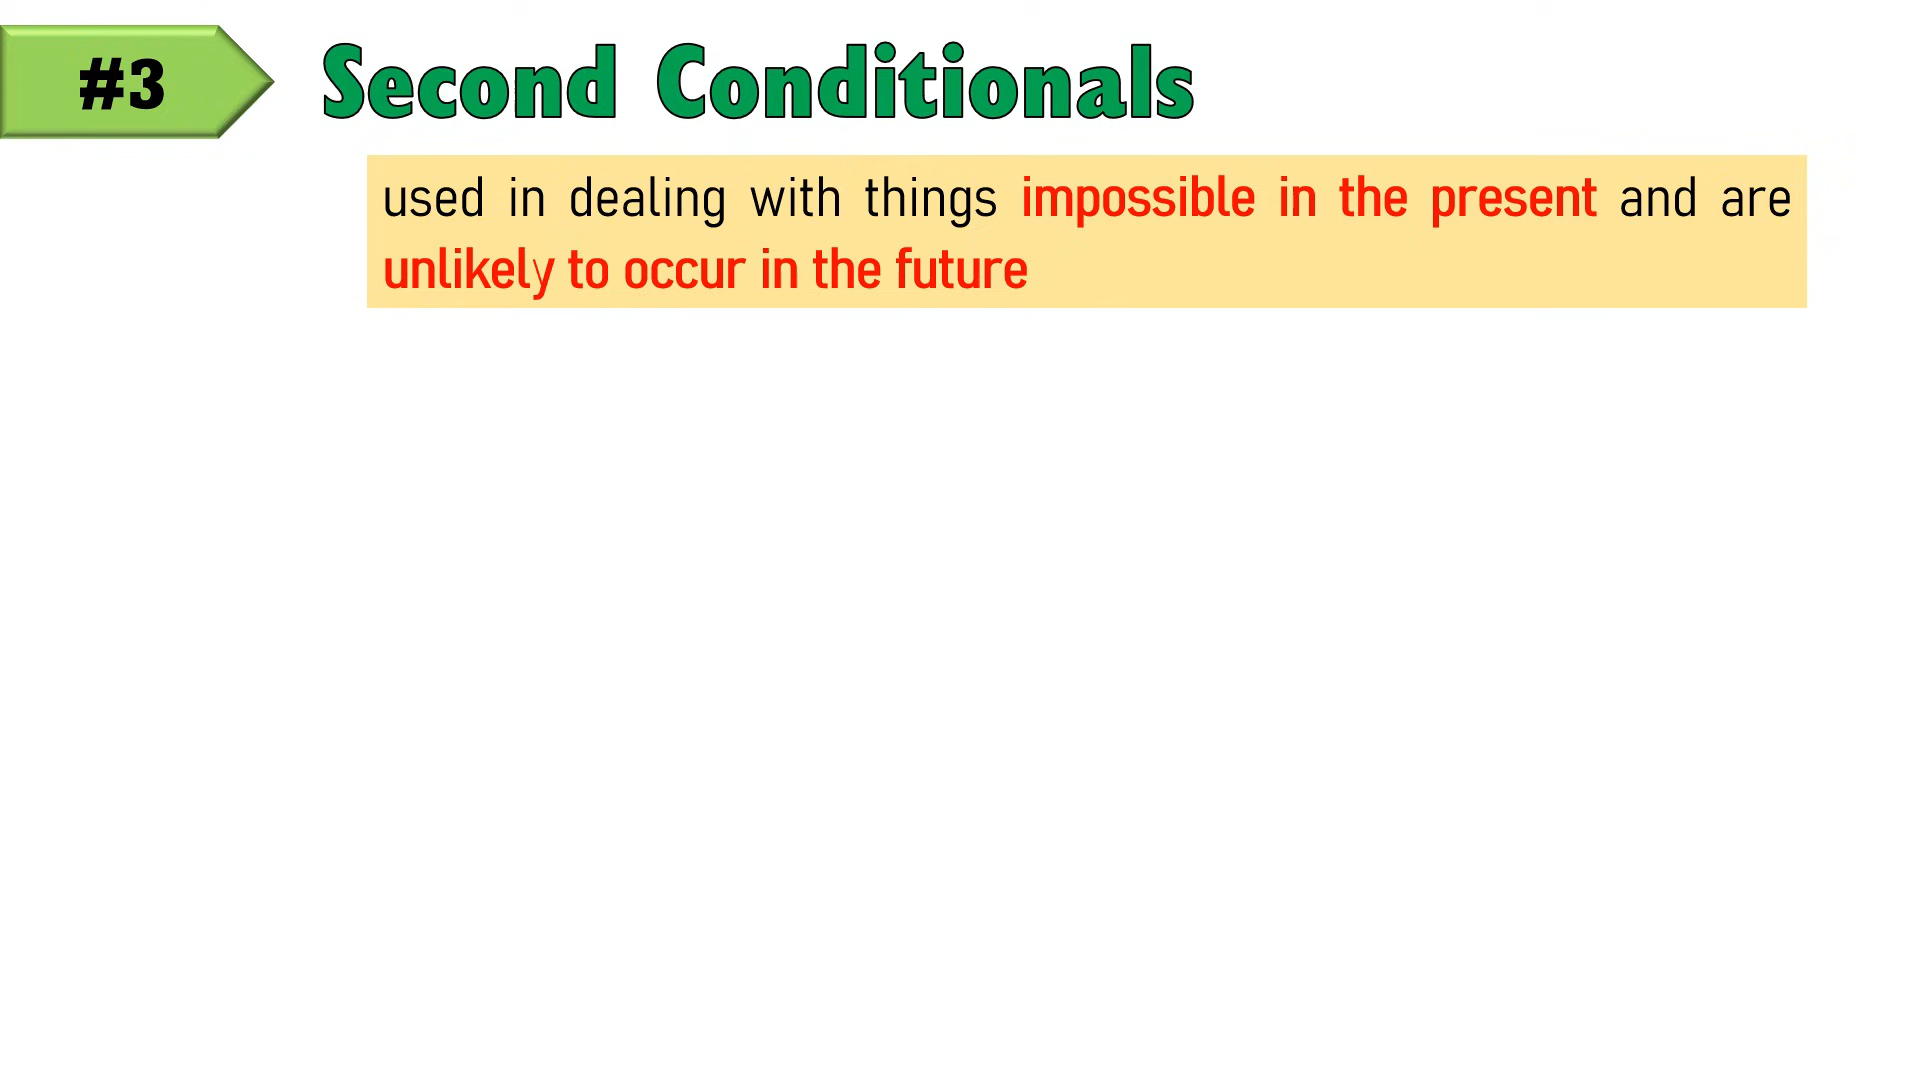 #3
Second Conditionals
used in dealing with things impossible in the present and are
unlikely to occur in the future